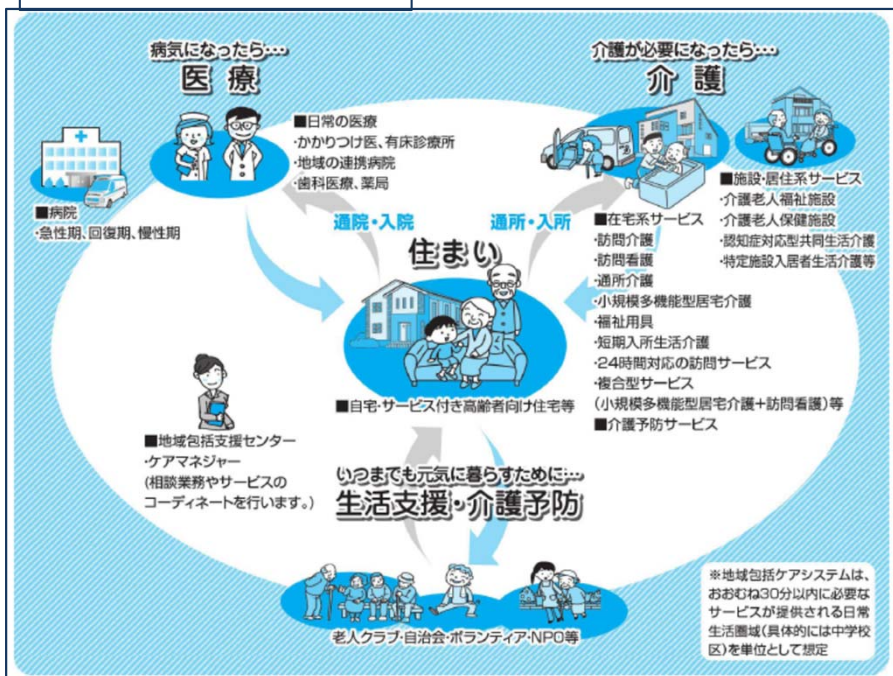 病気になったら…
医療
■病院
・急性期、回復期、慢性期
■日常の医療
・かかりつけ医、有床診療所
・地域の連携病院
・歯科医療、薬局
通院・入院
介護が必要になったら…
介護
通所・入所
■在宅系サービス
・訪問介護
・訪問看護
・通所介護
・小規模多機能型居宅介護
・福祉用具
・短期入所生活介護
・24時間対応の訪問サービス
・複合型サービス
(小規模多機能型居宅介護+訪問看護)等
■介護予防サービス
■施設・居住系サービス
・介護老人福祉施設
・介護老人保健施設
・認知症対応型共同生活介護
・特定施設入居者生活介護等
住まい
■自宅・サービス付き高齢者向け住宅等
■地域包括支援センター
・ケアマネジャー
(相談業務やサービスの
コーディネートを行います。)
いつまでも元気に暮らすために…
生活支援・介護予防
老人クラブ・自治会・ボランティア・NPO等
※地域包括ケアシステムは、
おおむね30分以内に必要な
サービスが提供される日常
生活圏域(具体的には中学校
区)を単位として想定